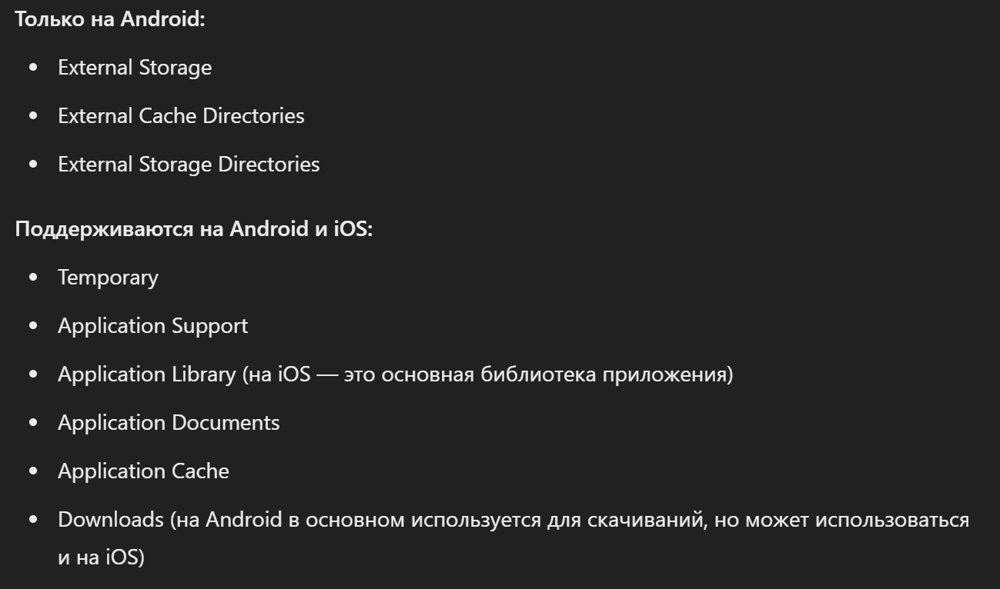 Только на Android:
• External Storage
• External Cache Directories
• External Storage Directories
Поддерживаются на Android и iOS:
• Temporary
• Application Support
• Application Library (на iOS — это основная библиотека приложения)
• Application Documents
• Application Cache
• Downloads (на Android в основном используется для скачиваний, но может использоваться
и на iOS)